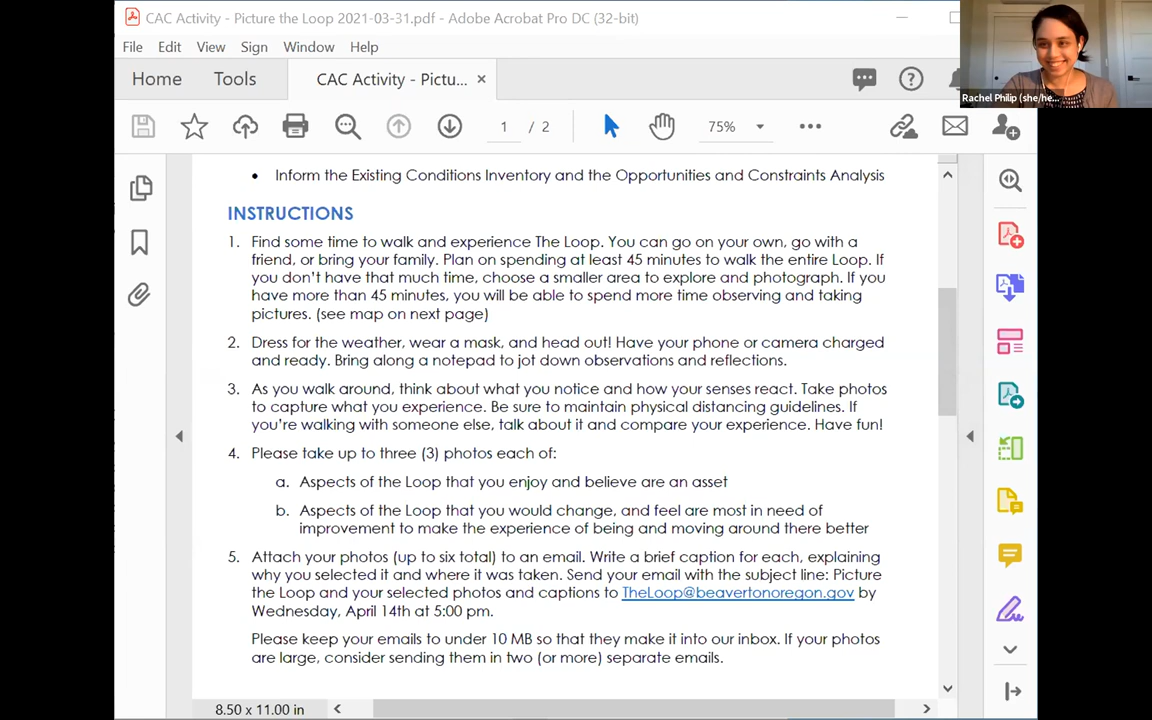 CAC Activity - Picture the Loop 2021-03-31.pdf - Adobe Acrobat Pro DC (32-bit)
File Edit View Sign Window Help
Home Tools CAC Activity - Pictu... ×
1 / 2 75%
Rachel Philip (she/he...
• Inform the Existing Conditions Inventory and the Opportunities and Constraints Analysis
INSTRUCTIONS
1. Find some time to walk and experience The Loop. You can go on your own, go with a
friend, or bring your family. Plan on spending at least 45 minutes to walk the entire Loop. If
you don't have that much time, choose a smaller area to explore and photograph. If you
have more than 45 minutes, you will be able to spend more time observing and taking
pictures. (see map on next page)
2. Dress for the weather, wear a mask, and head out! Have your phone or camera charged
and ready. Bring along a notepad to jot down observations and reflections.
3. As you walk around, think about what you notice and how your senses react. Take photos
to capture what you experience. Be sure to maintain physical distancing guidelines. If
you're walking with someone else, talk about it and compare your experience. Have fun!
4. Please take up to three (3) photos each of:
a. Aspects of the Loop that you enjoy and believe are an asset
b. Aspects of the Loop that you would change, and feel are most in need of
improvement to make the experience of being and moving around there better
5. Attach your photos (up to six total) to an email. Write a brief caption for each, explaining
why you selected it and where it was taken. Send your email with the subject line: Picture
the Loop and your selected photos and captions to TheLoop@beavertonoregon.gov by
Wednesday, April 14th at 5:00 pm.
Please keep your emails to under 10 MB so that they make it into our inbox. If your photos
are large, consider sending them in two (or more) separate emails.
8.50 x 11.00 in